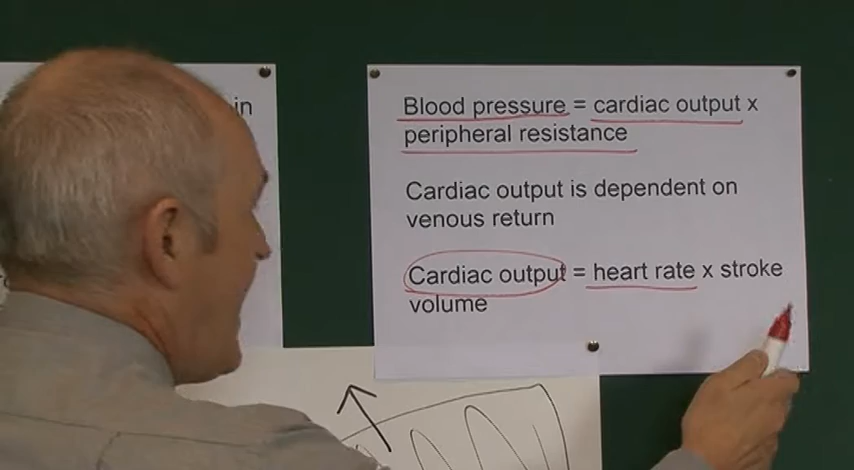 in
Blood pressure = cardiac output x
peripheral resistance
Cardiac output is dependent on
venous return
Cardiac output = heart rate x stroke
volume